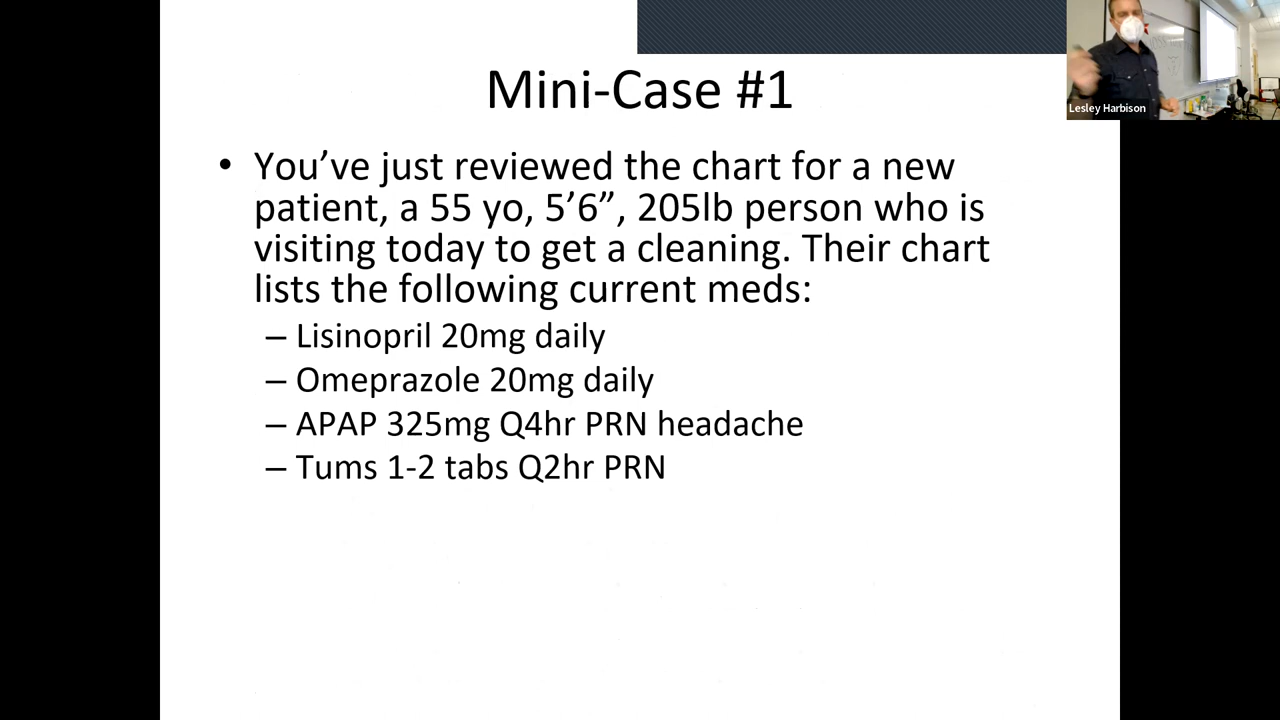 Mini-Case #1
Lesley Harbison
• You’ve just reviewed the chart for a new
patient, a 55 yo, 5’6”, 205lb person who is
visiting today to get a cleaning. Their chart
lists the following current meds:
– Lisinopril 20mg daily
– Omeprazole 20mg daily
– APAP 325mg Q4hr PRN headache
– Tums 1-2 tabs Q2hr PRN